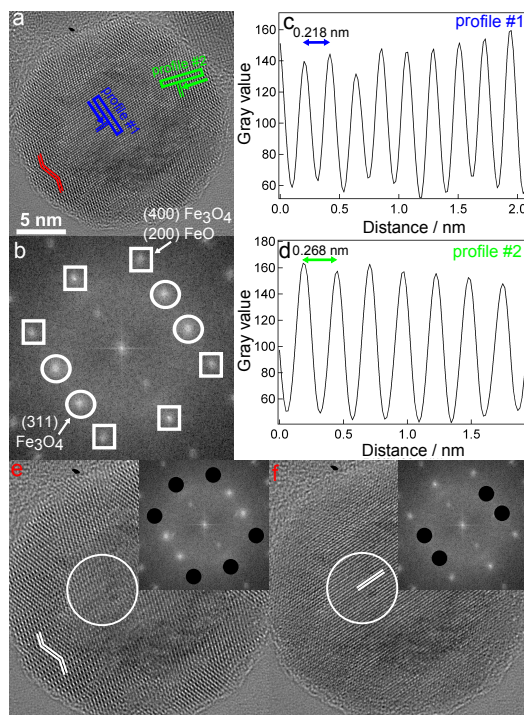 a
profile #2
profile #1
5 nm
b
(400) Fe₃O₄
(200) FeO
(311)
Fe₃O₄
c
profile #1
0.218 nm
Gray value
160
140
120
100
80
60
0.0
0.5
1.0
1.5
2.0
Distance / nm
d
profile #2
0.268 nm
Gray value
180
160
140
120
100
80
60
0.0
0.5
1.0
1.5
Distance / nm
e
f